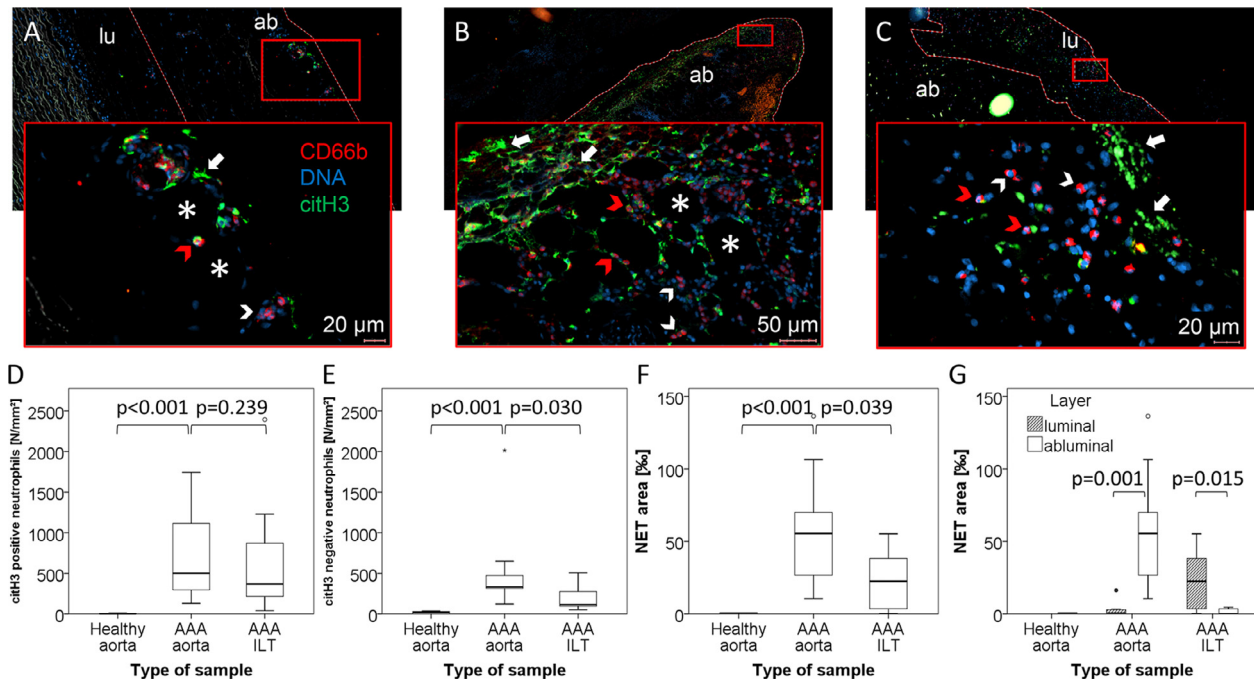 A
lu
ab
CD66b
DNA
citH3
20 µm
B
ab
50 µm
C
lu
ab
20 µm
D
citH3 positive neutrophils [N/mm²]
2500
2000
1500
1000
500
0
p<0.001 p=0.239
Healthy aorta
AAA aorta
AAA ILT
Type of sample
E
citH3 negative neutrophils [N/mm²]
2500
2000
1500
1000
500
0
p<0.001 p=0.030
Healthy aorta
AAA aorta
AAA ILT
Type of sample
F
NET area [‰]
150
100
50
0
p<0.001 p=0.039
Healthy aorta
AAA aorta
AAA ILT
Type of sample
G
NET area [‰]
150
100
50
0
Layer
luminal
abluminal
p=0.001
p=0.015
Healthy aorta
AAA aorta
AAA ILT
Type of sample